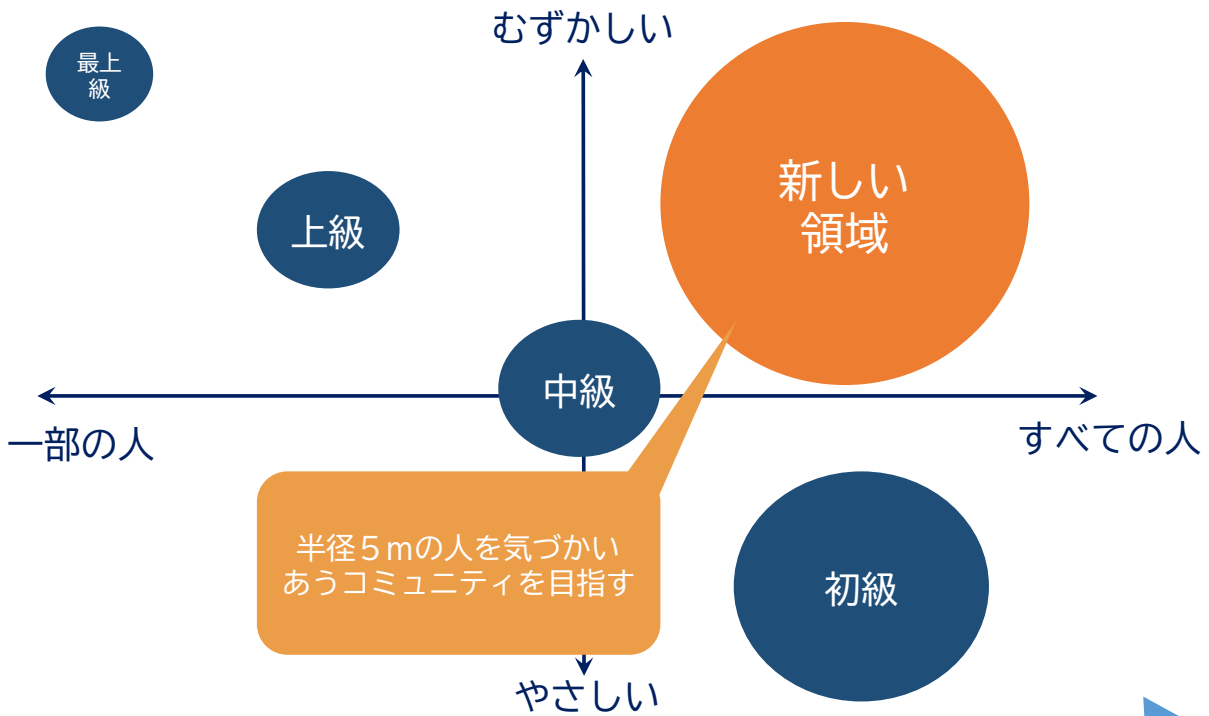 むずかしい
最上
級
新しい
領域
上級
中級
一部の人
すべての人
半径５ｍの人を気づかい
あうコミュニティを目指す
初級
やさしい